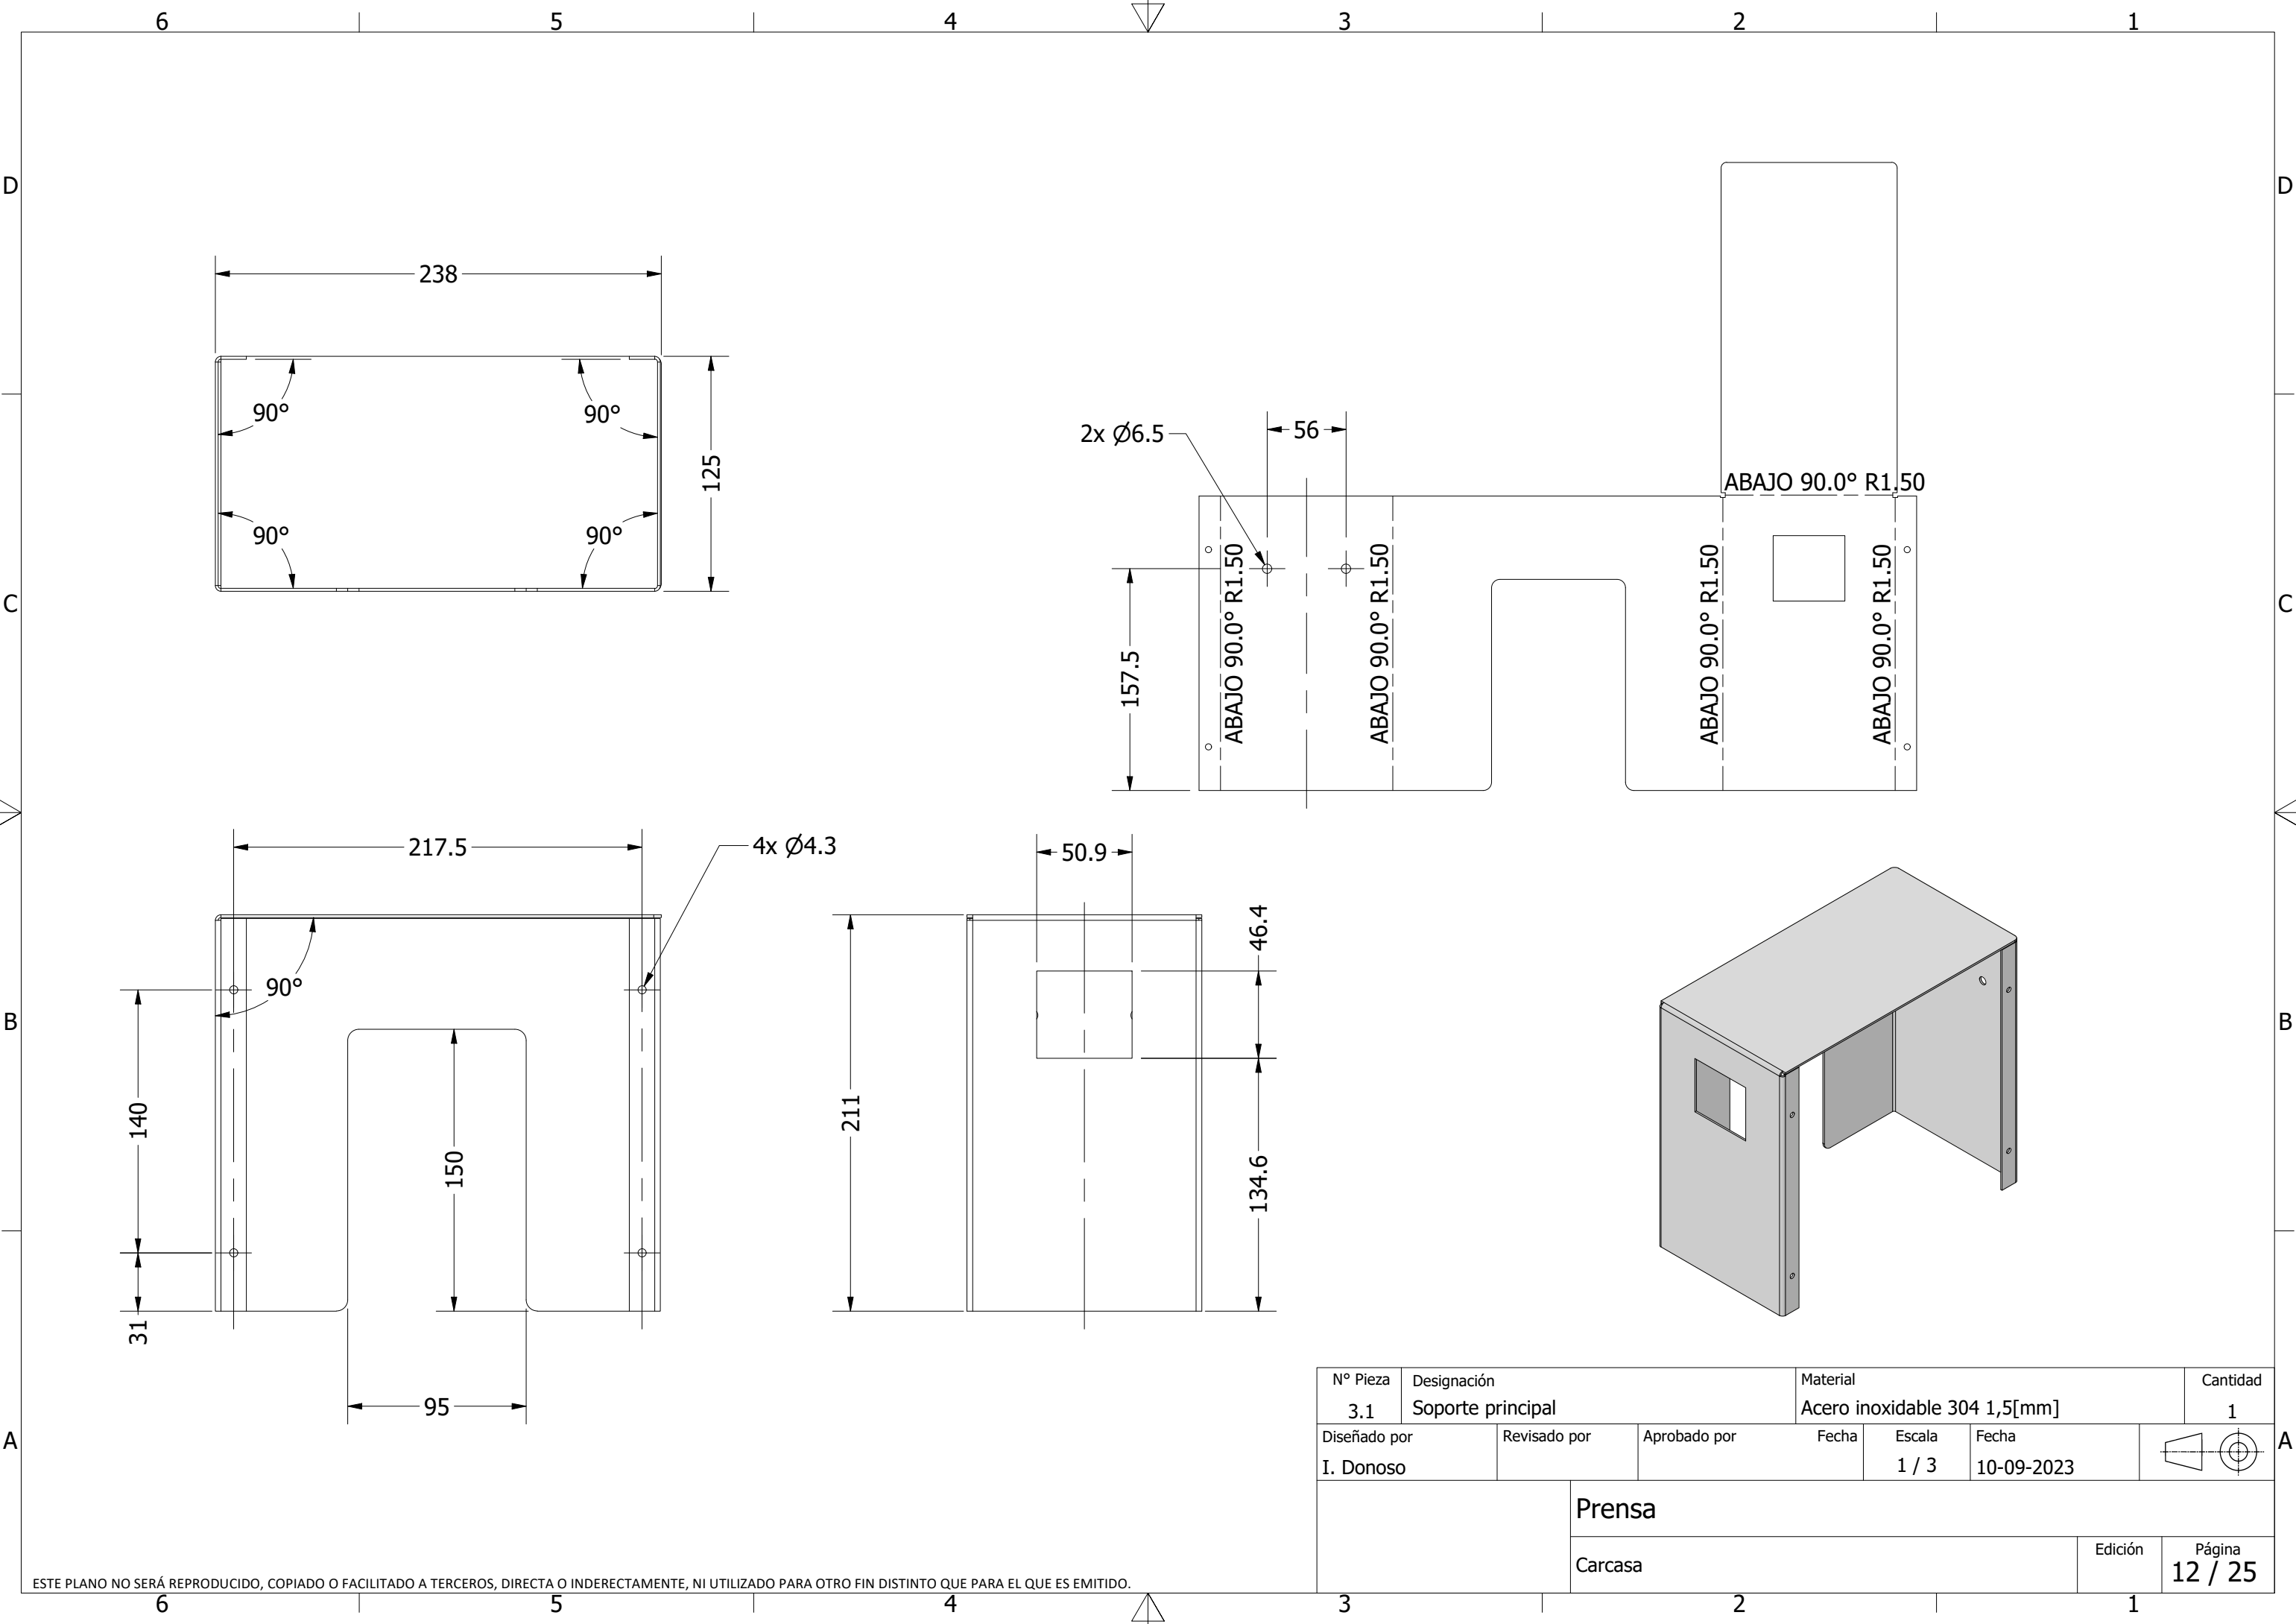 6 5 4 3 2 1
D D
238
90° 90°
125
90° 90°
2x Ø6.5
56
ABAJO 90.0° R1.50
ABAJO 90.0° R1.50
ABAJO 90.0° R1.50
ABAJO 90.0° R1.50
ABAJO 90.0° R1.50
157.5
C C
217.5
4x Ø4.3
90°
140
150
31
95
50.9
46.4
211
134.6
B B
N° Pieza Designación Material Cantidad
3.1 Soporte principal Acero inoxidable 304 1,5[mm] 1
Diseñado por Revisado por Aprobado por Fecha Escala Fecha
I. Donoso 1 / 3 10-09-2023
A A
Prensa
Carcasa Edición Página
12 / 25
ESTE PLANO NO SERÁ REPRODUCIDO, COPIADO O FACILITADO A TERCEROS, DIRECTA O INDERECTAMENTE, NI UTILIZADO PARA OTRO FIN DISTINTO QUE PARA EL QUE ES EMITIDO.
6 5 4 3 2 1